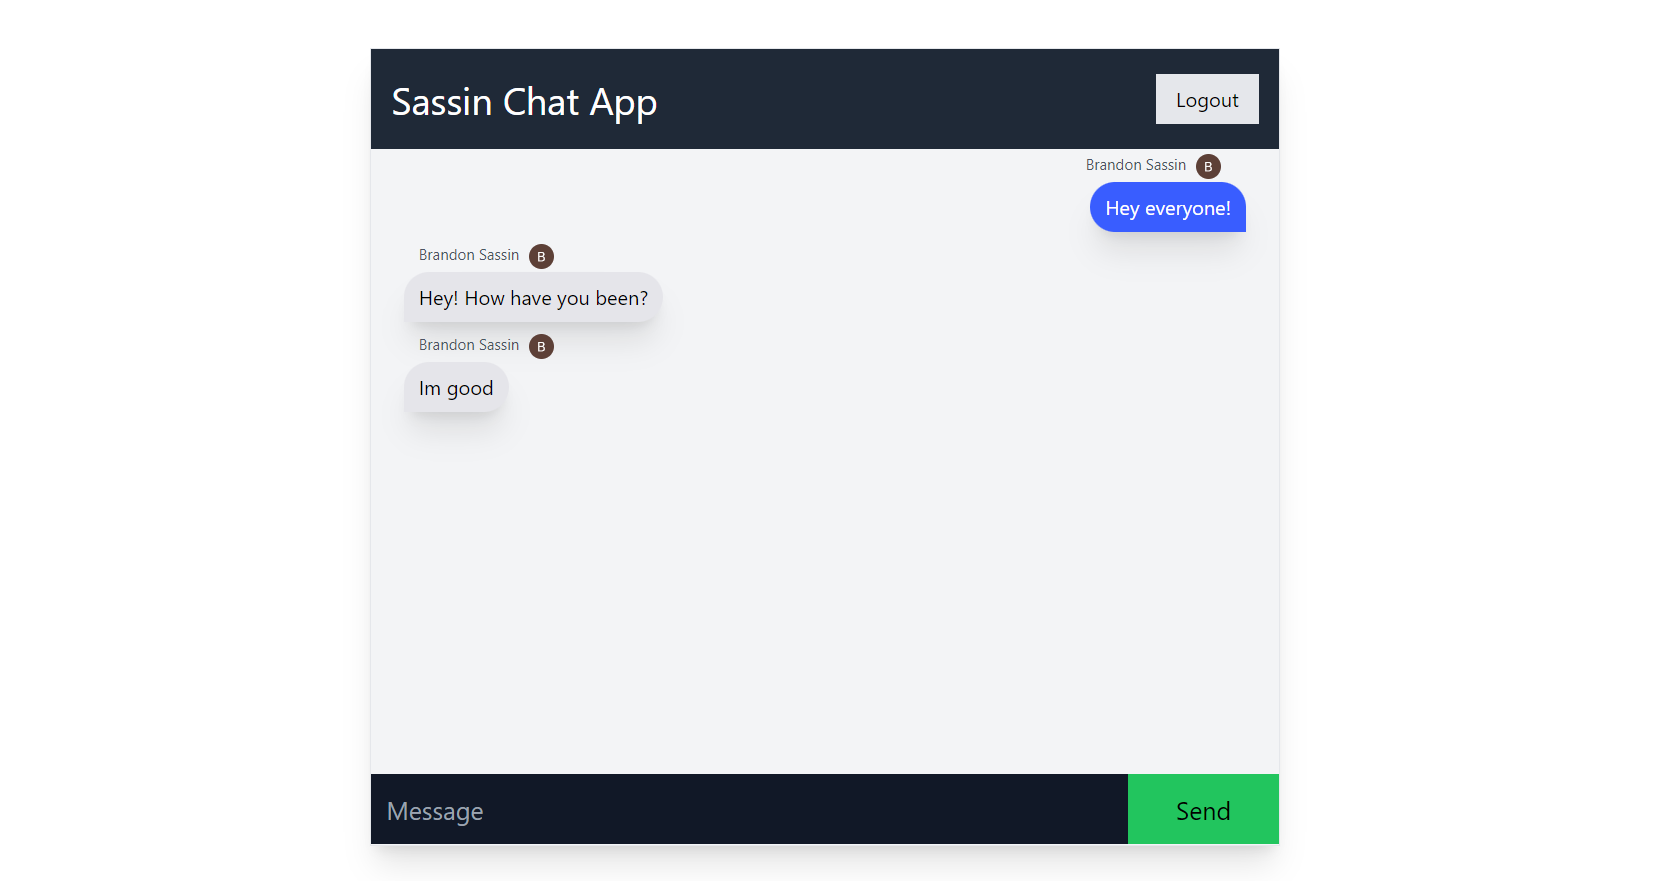 Sassin Chat App
Logout
Brandon Sassin B
Hey everyone!
Brandon Sassin B
Hey! How have you been?
Brandon Sassin B
Im good
Message
Send